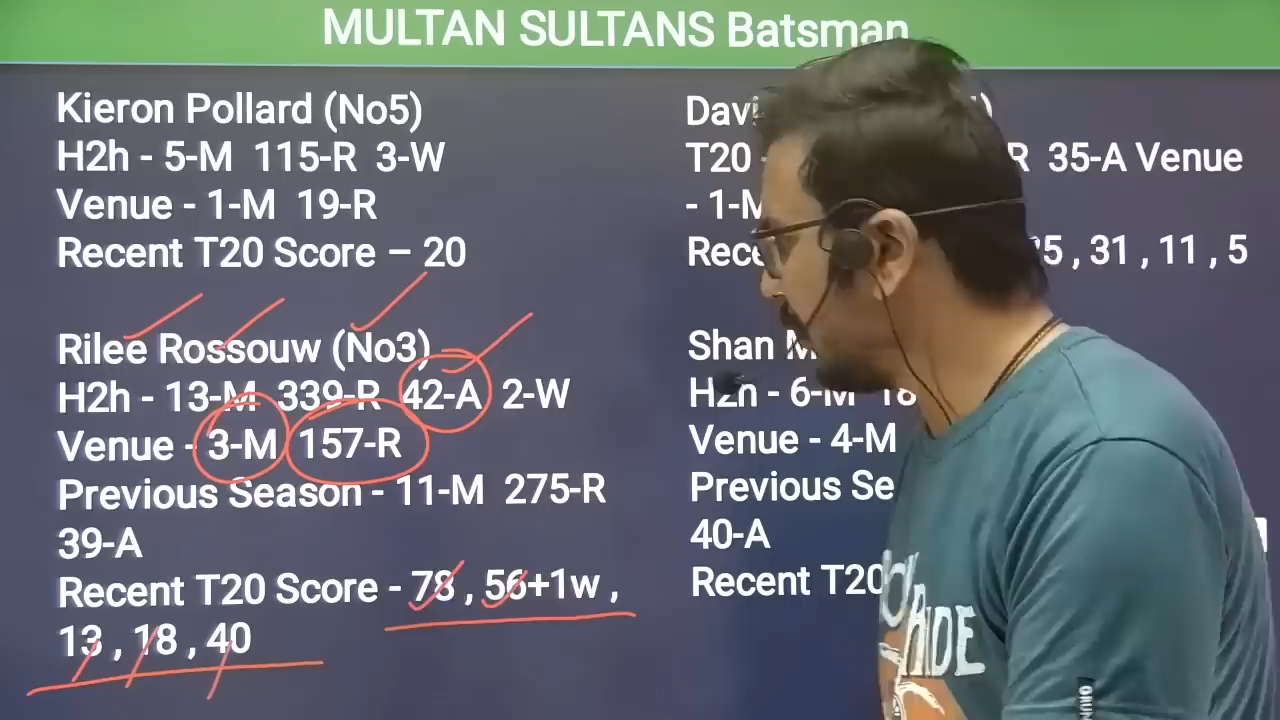 MULTAN SULTANS Batsman
Kieron Pollard (No5)
H2h - 5-M 115-R 3-W
Venue - 1-M 19-R
Recent T20 Score – 20
Rilee Rossouw (No3)
H2h - 13-M 339-R 42-A 2-W
Venue - 3-M 157-R
Previous Season - 11-M 275-R
39-A
Recent T20 Score - 78 , 56+1w ,
13 , 18 , 40
T20 - R 35-A Venue
- 1-M
31 , 11 , 5
Shan
H2h - 6-M
Venue - 4-M
Previous
40-A
Recent T20